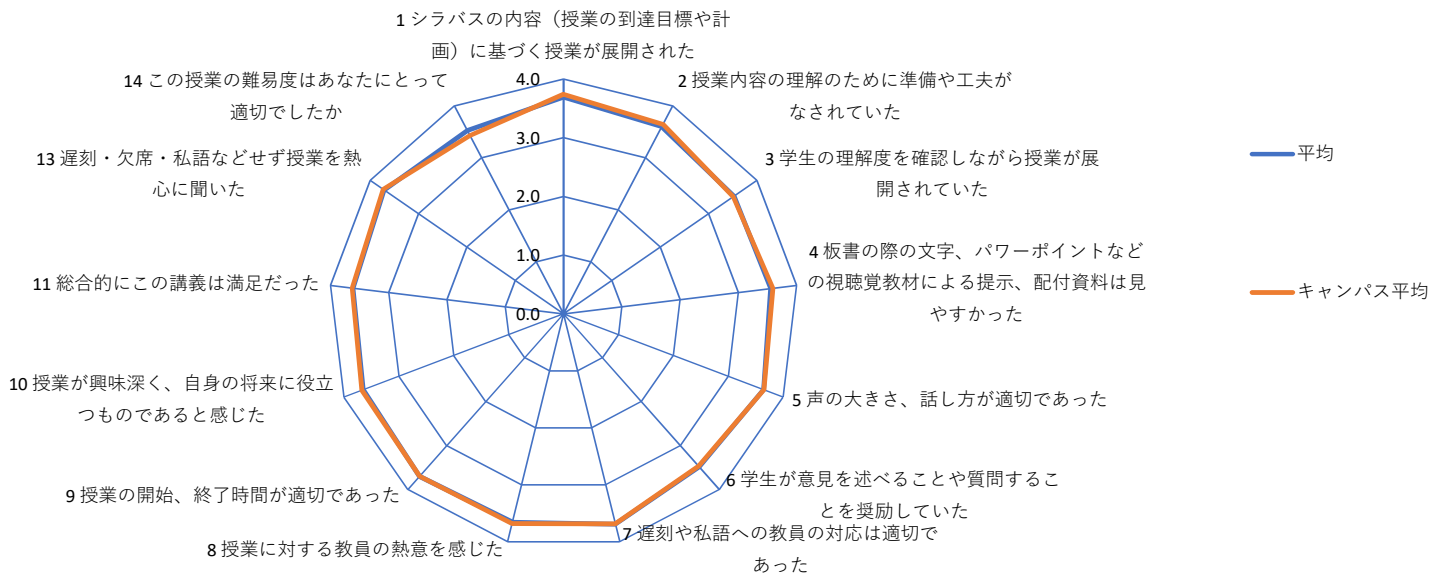 1 シラバスの内容（授業の到達目標や計
画）に基づく授業が展開された
2 授業内容の理解のために準備や工夫が
なされていた
3 学生の理解度を確認しながら授業が展
開されていた
4 板書の際の文字、パワーポイントなど
の視聴覚教材による提示、配付資料は見
やすかった
5 声の大きさ、話し方が適切であった
6 学生が意見を述べることや質問するこ
とを奨励していた
7 遅刻や私語への教員の対応は適切で
あった
8 授業に対する教員の熱意を感じた
9 授業の開始、終了時間が適切であった
10 授業が興味深く、自身の将来に役立
つものであると感じた
11 総合的にこの講義は満足だった
13 遅刻・欠席・私語などせず授業を熱
心に聞いた
14 この授業の難易度はあなたにとって
適切でしたか
4.0
3.0
2.0
1.0
0.0
平均
キャンパス平均